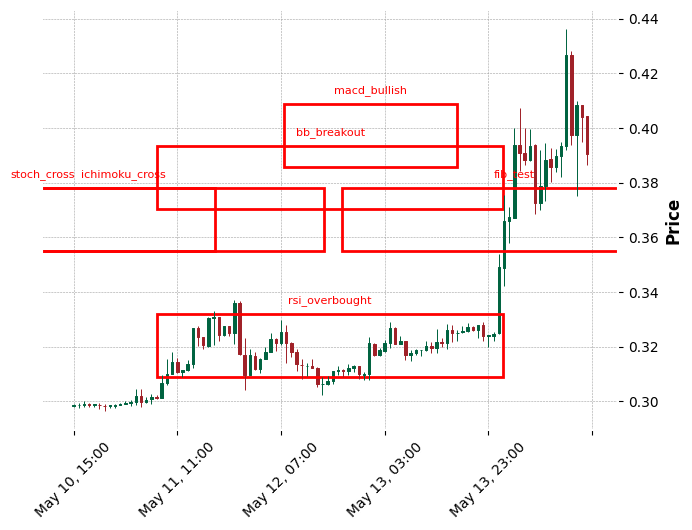 0.44
0.42
macd_bullish
0.40
bb_breakout
stoch_cross ichimoku_cross
fib_test
0.38
0.36
Price
0.34
rsi_overbought
0.32
0.30
May 10, 15:00
May 11, 11:00
May 12, 07:00
May 13, 03:00
May 13, 23:00